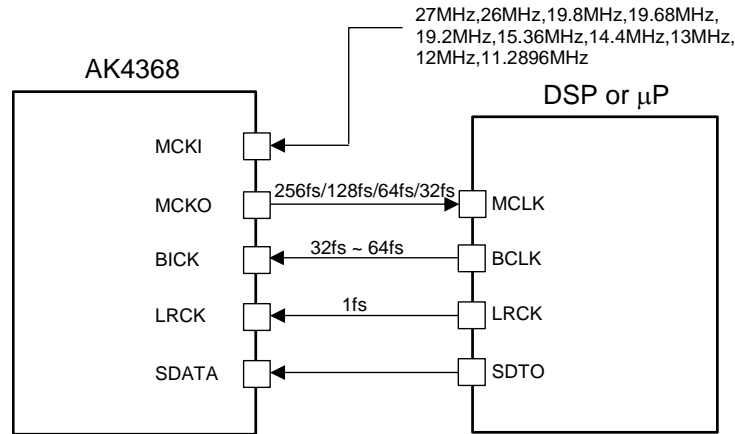 27MHz,26MHz,19.8MHz,19.68MHz,
19.2MHz,15.36MHz,14.4MHz,13MHz,
12MHz,11.2896MHz
AK4368
DSP or μP
MCKI
MCKO
256fs/128fs/64fs/32fs
MCLK
BICK
32fs ~ 64fs
BCLK
LRCK
1fs
LRCK
SDATA
SDTO